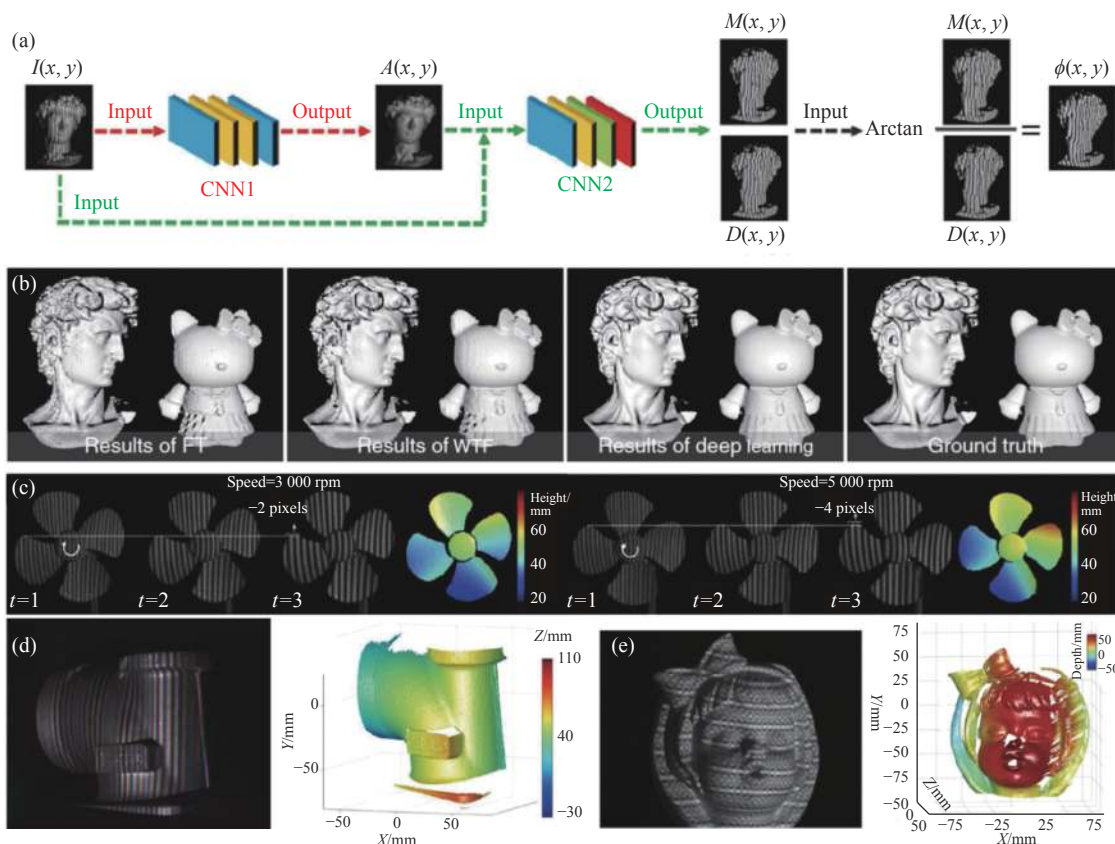 (a)
I(x, y)
Input
CNN1
Output
A(x, y)
Input
Input
CNN2
Output
M(x, y)
D(x, y)
Input
Arctan
M(x, y)
D(x, y)
=
ϕ(x, y)
(b)
Results of FT
Results of WTF
Results of deep learning
Ground truth
(c)
Speed=3 000 rpm
−2 pixels
t=1
t=2
t=3
Height/
mm
60
40
20
Speed=5 000 rpm
−4 pixels
t=1
t=2
t=3
Height/
mm
60
40
20
(d)
Y/mm
0
−50
−50
0
50
X/mm
Z/mm
110
40
−30
(e)
Y/mm
75
50
25
0
−25
−50
−75
−50
0
50
Z/mm
−75
−25
25
75
X/mm
Depth/mm
50
0
−50